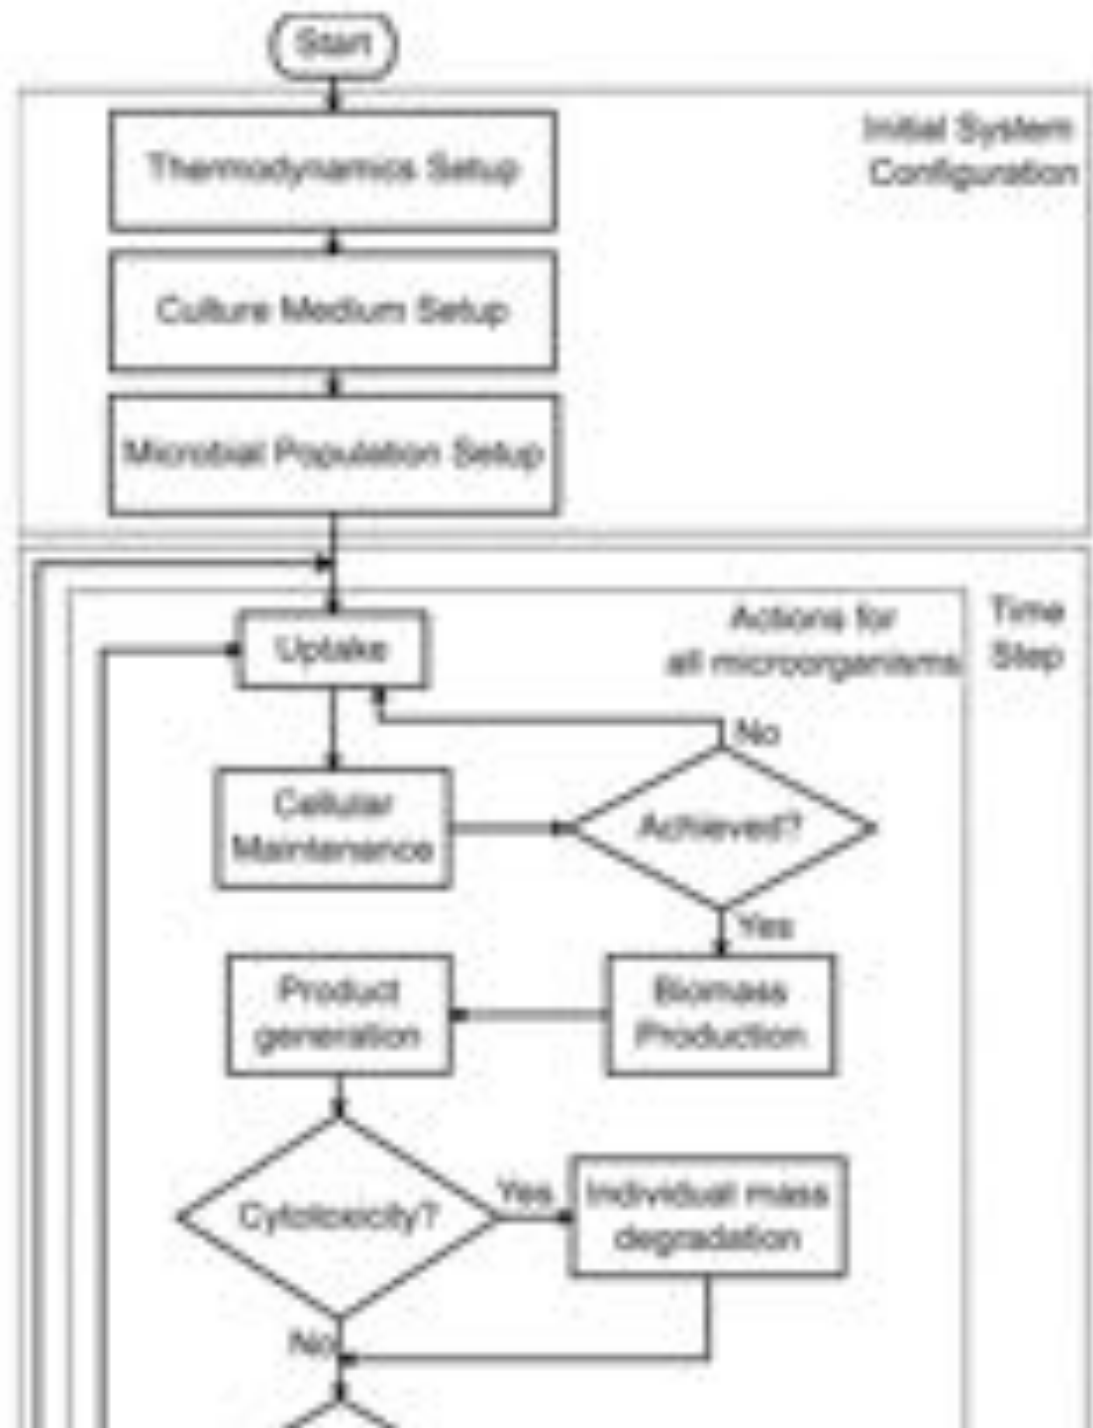 Start
Initial System
Configuration
Thermodynamics Setup
Culture Medium Setup
Microbial Population Setup
Time
Step
Actions for
all microorganisms
Uptake
No
Cellular
Maintenance
Achieved?
Yes
Product
generation
Biomass
Production
Cytotoxicity?
Yes
Individual mass
degradation
No